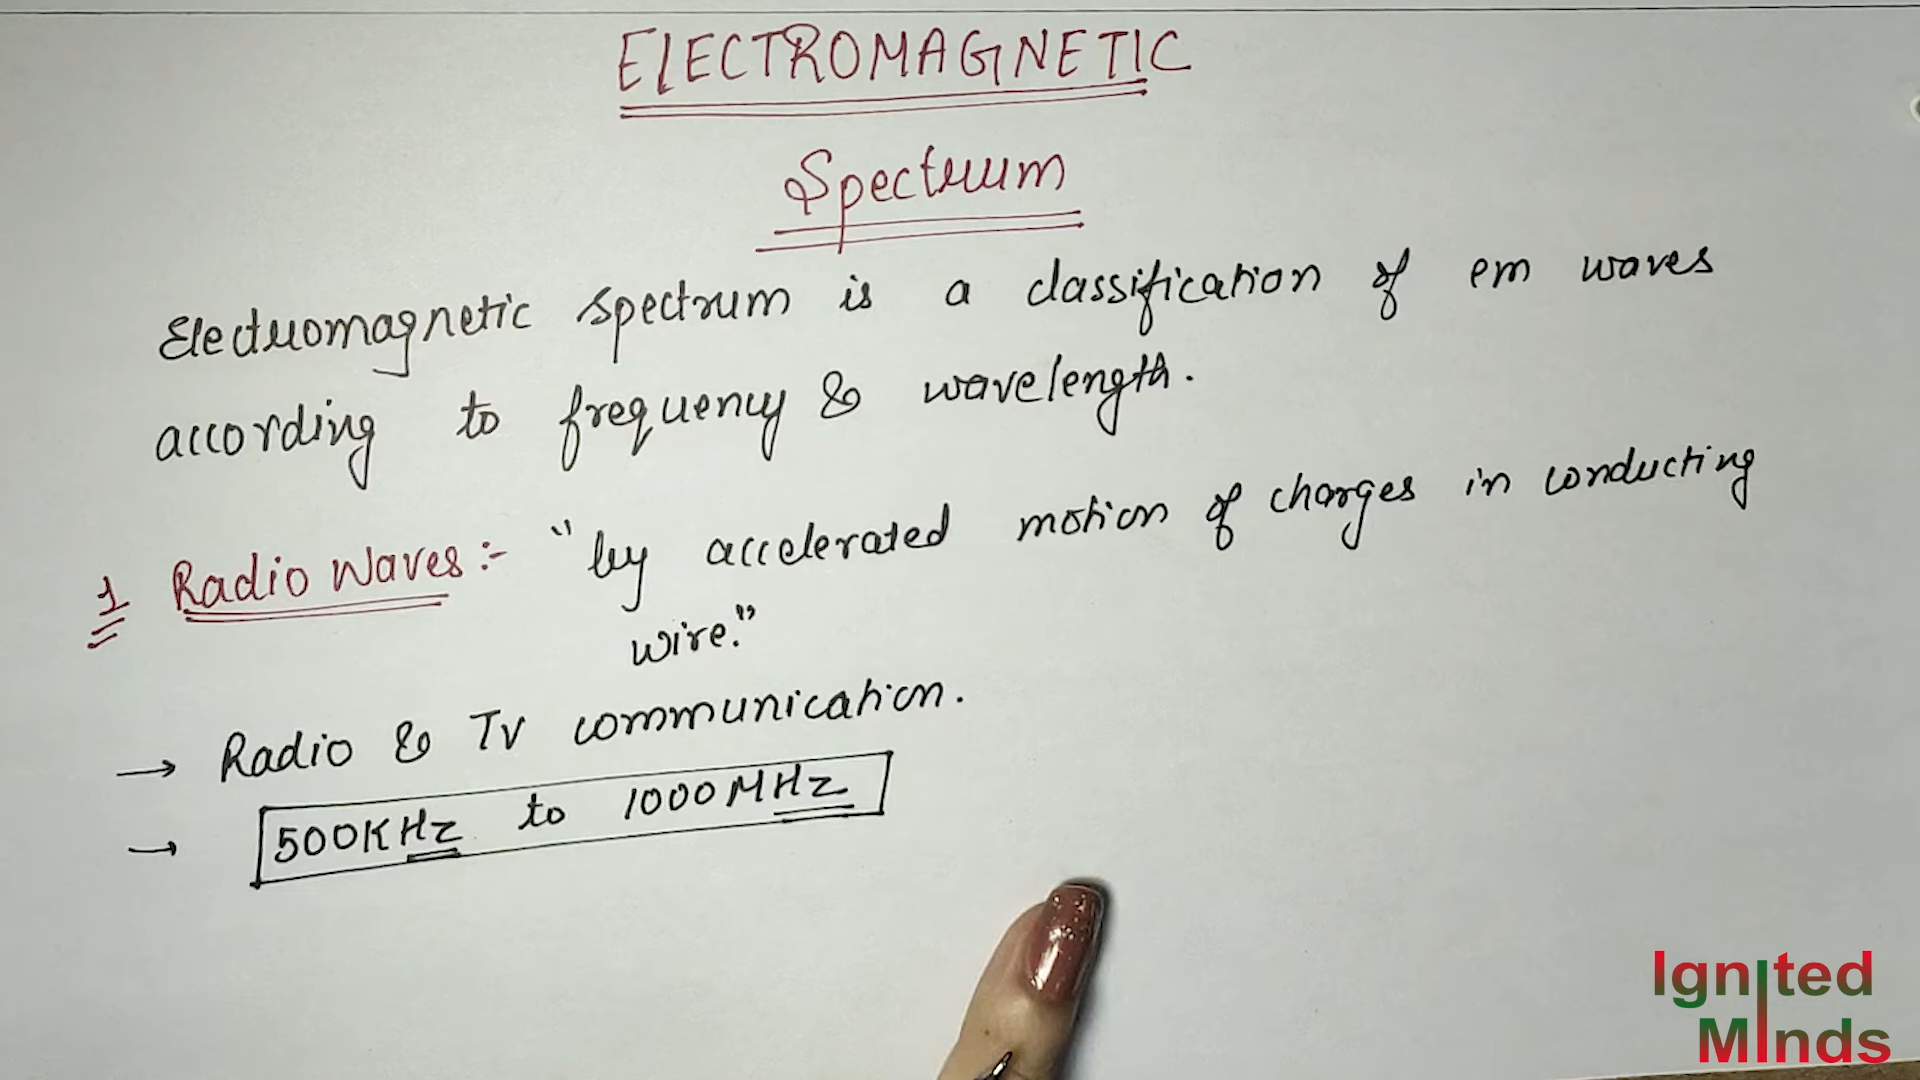 ELECTROMAGNETIC
Spectrum
Electromagnetic spectrum is a classification of em waves
according to frequency & wavelength.
1 Radio Waves :- "by accelerated motion of charges in conducting
wire."
→ Radio & TV communication.
→ 500KHz to 1000MHz
Ignited
Minds